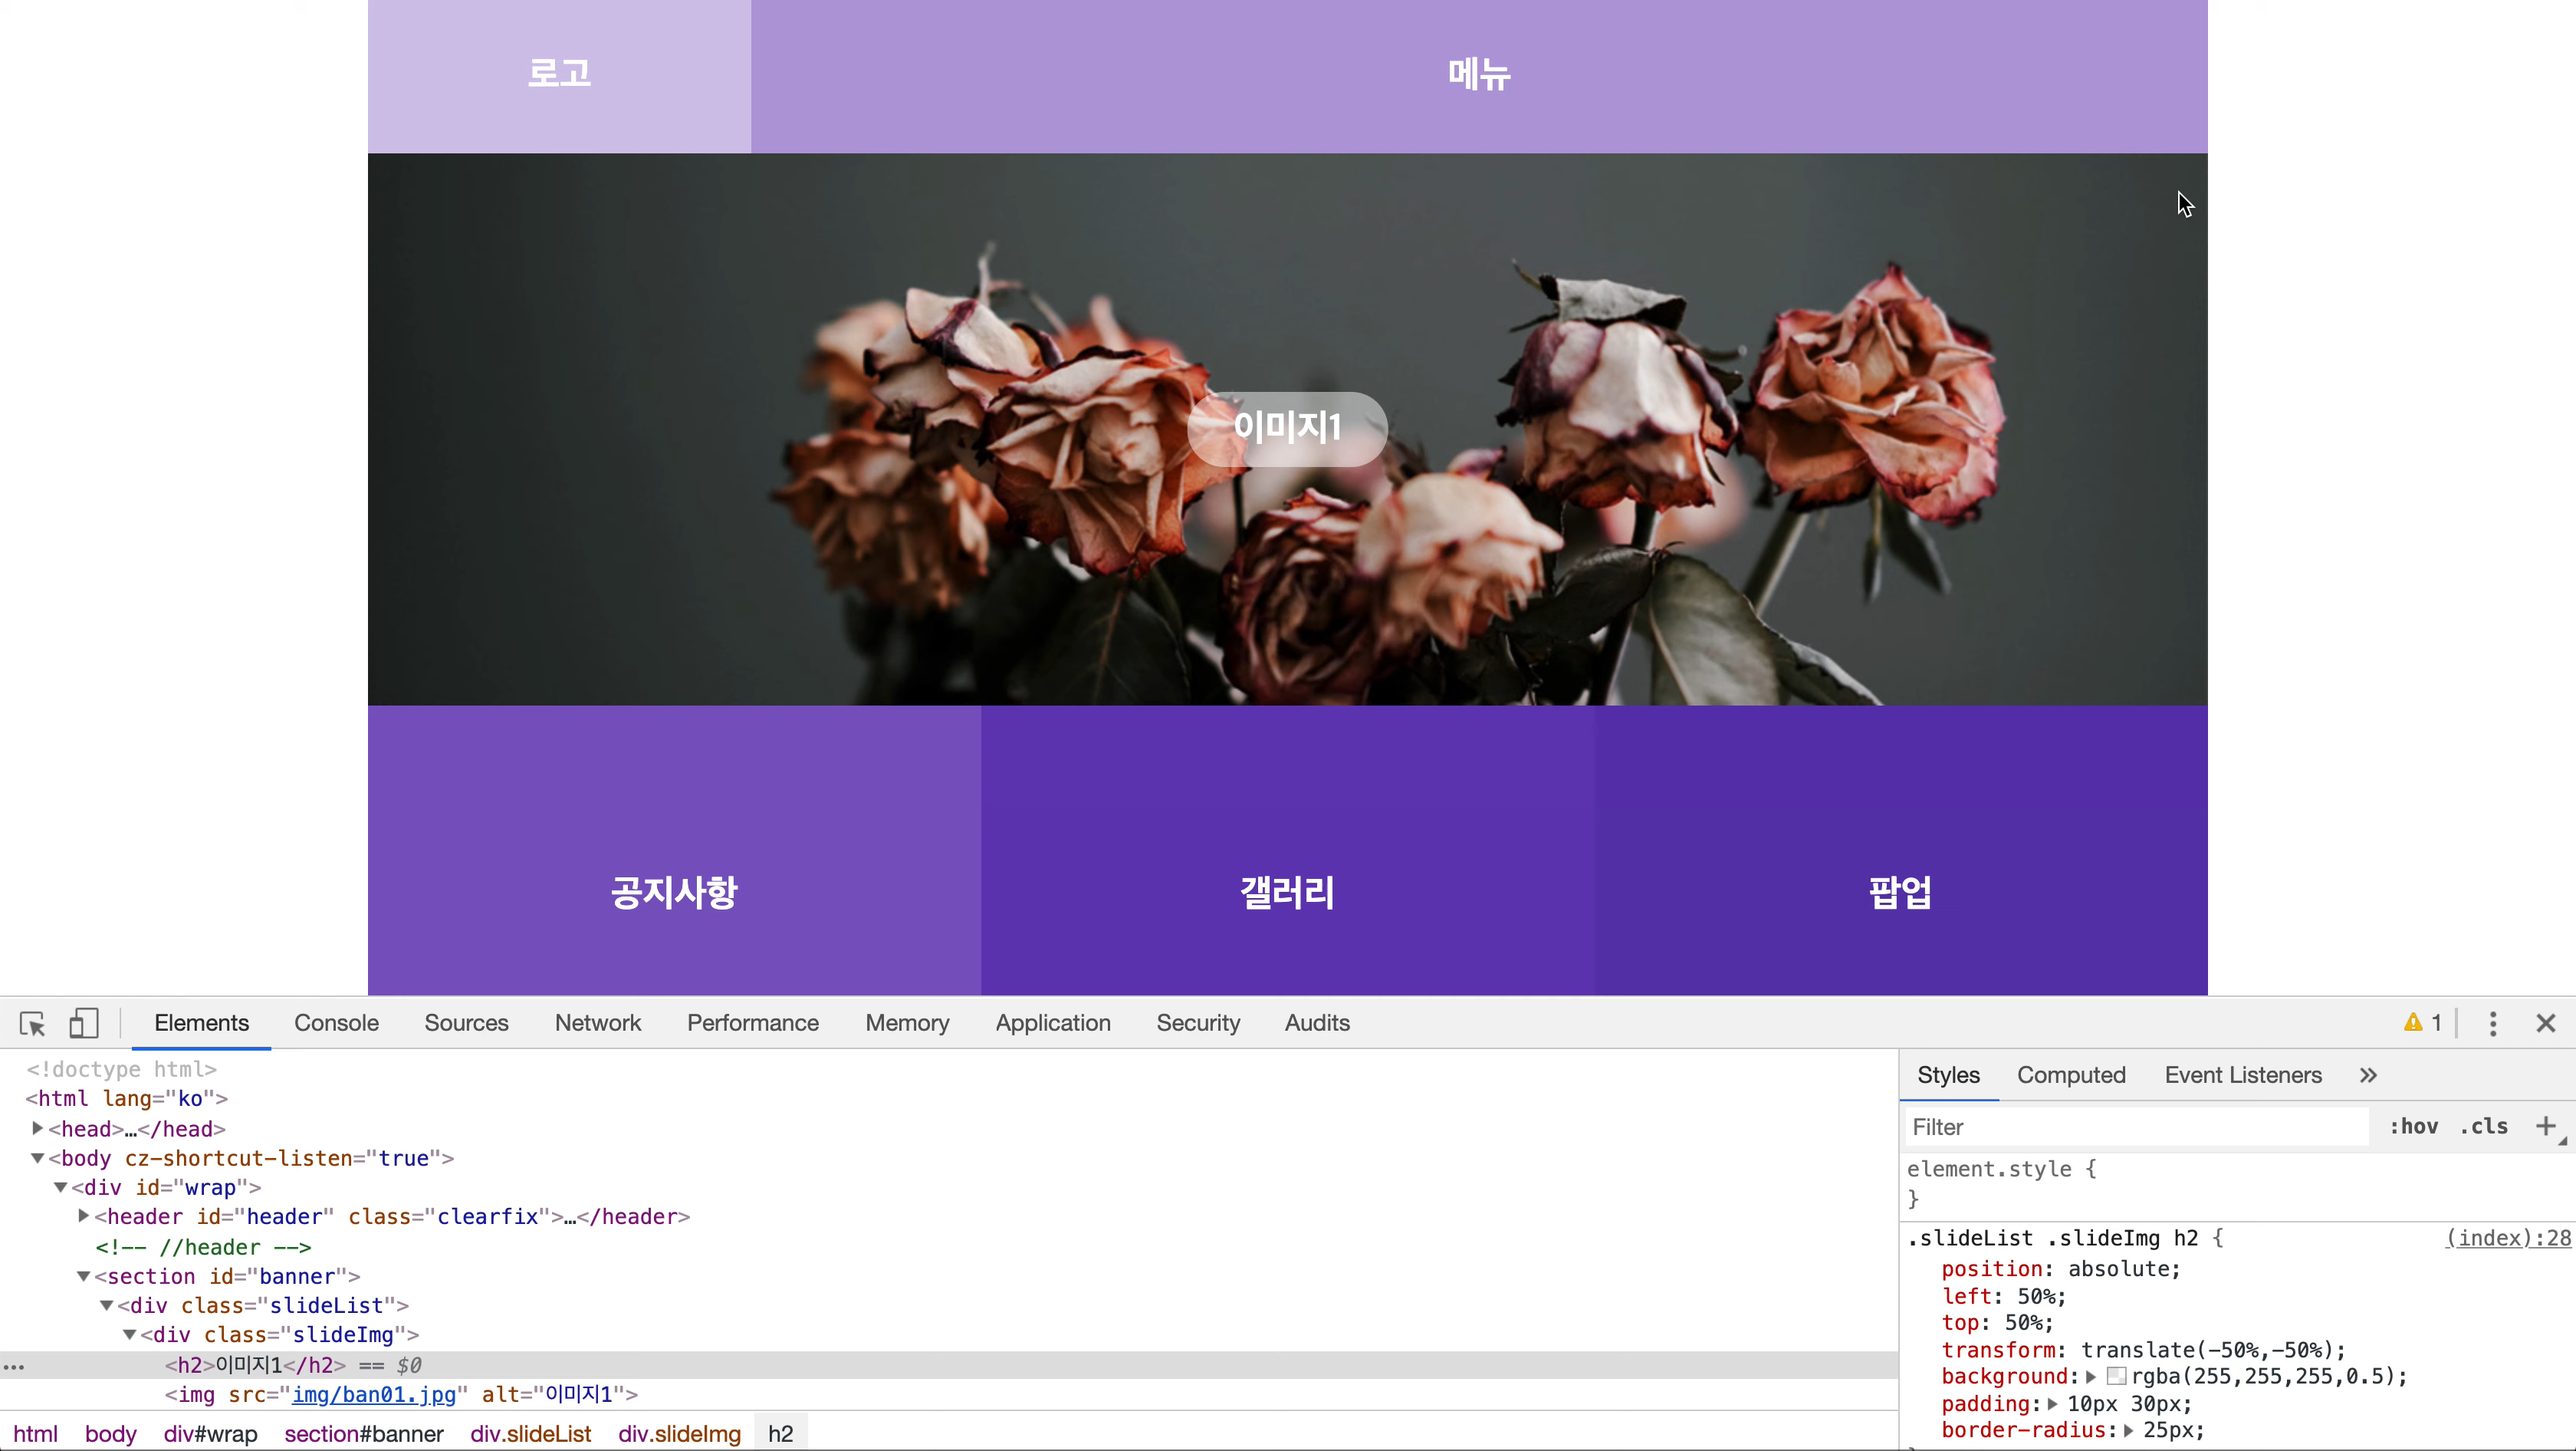 로고
메뉴
이미지1
공지사항
갤러리
팝업
Elements Console Sources Network Performance Memory Application Security Audits 1
<!doctype html>
<html lang="ko">
<head>…</head>
<body cz-shortcut-listen="true">
<div id="wrap">
<header id="header" class="clearfix">…</header>
<!-- //header -->
<section id="banner">
<div class="slideList">
<div class="slideImg">
<h2>이미지1</h2> == $0
<img src="img/ban01.jpg" alt="이미지1">
html body div#wrap section#banner div.slideList div.slideImg h2
Styles Computed Event Listeners »
Filter :hov .cls +
element.style {
}
.slideList .slideImg h2 { (index):28
position: absolute;
left: 50%;
top: 50%;
transform: translate(-50%,-50%);
background: rgba(255,255,255,0.5);
padding: 10px 30px;
border-radius: 25px;